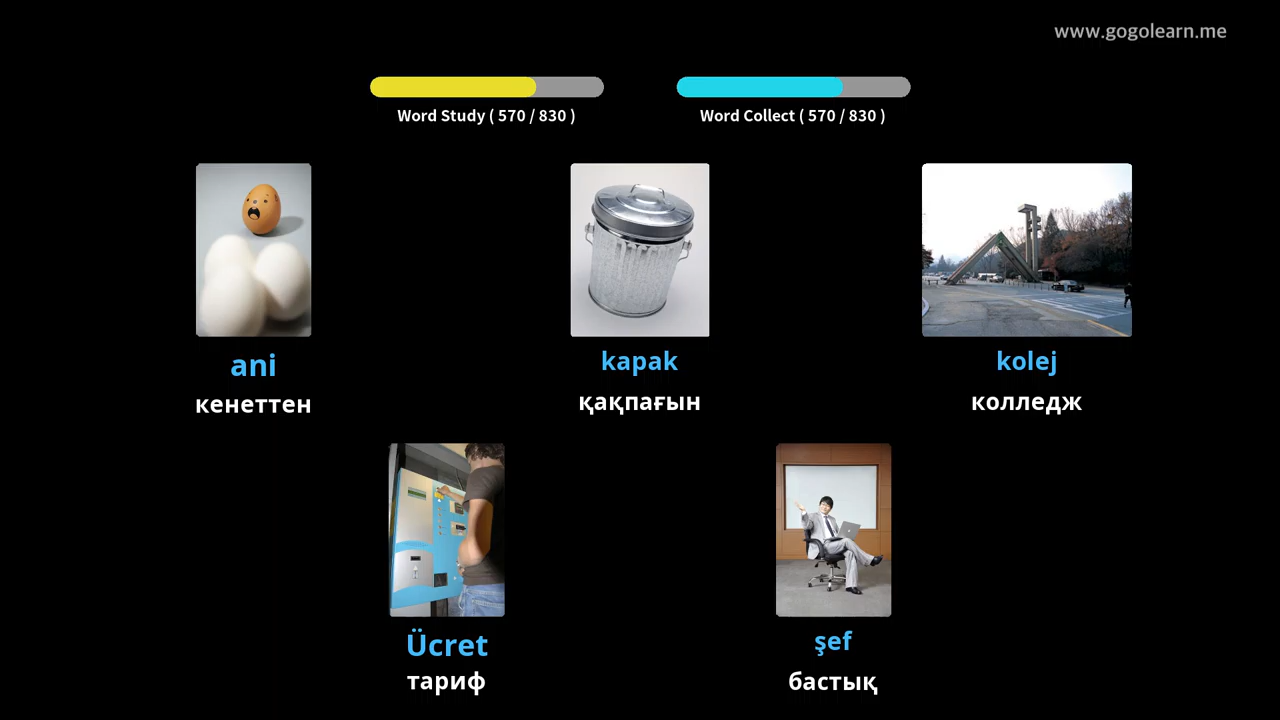 www.gogolearn.me
Word Study ( 570 / 830 )
Word Collect ( 570 / 830 )
ani
кенеттен
kapak
қақпағын
kolej
колледж
Ücret
тариф
şef
бастық